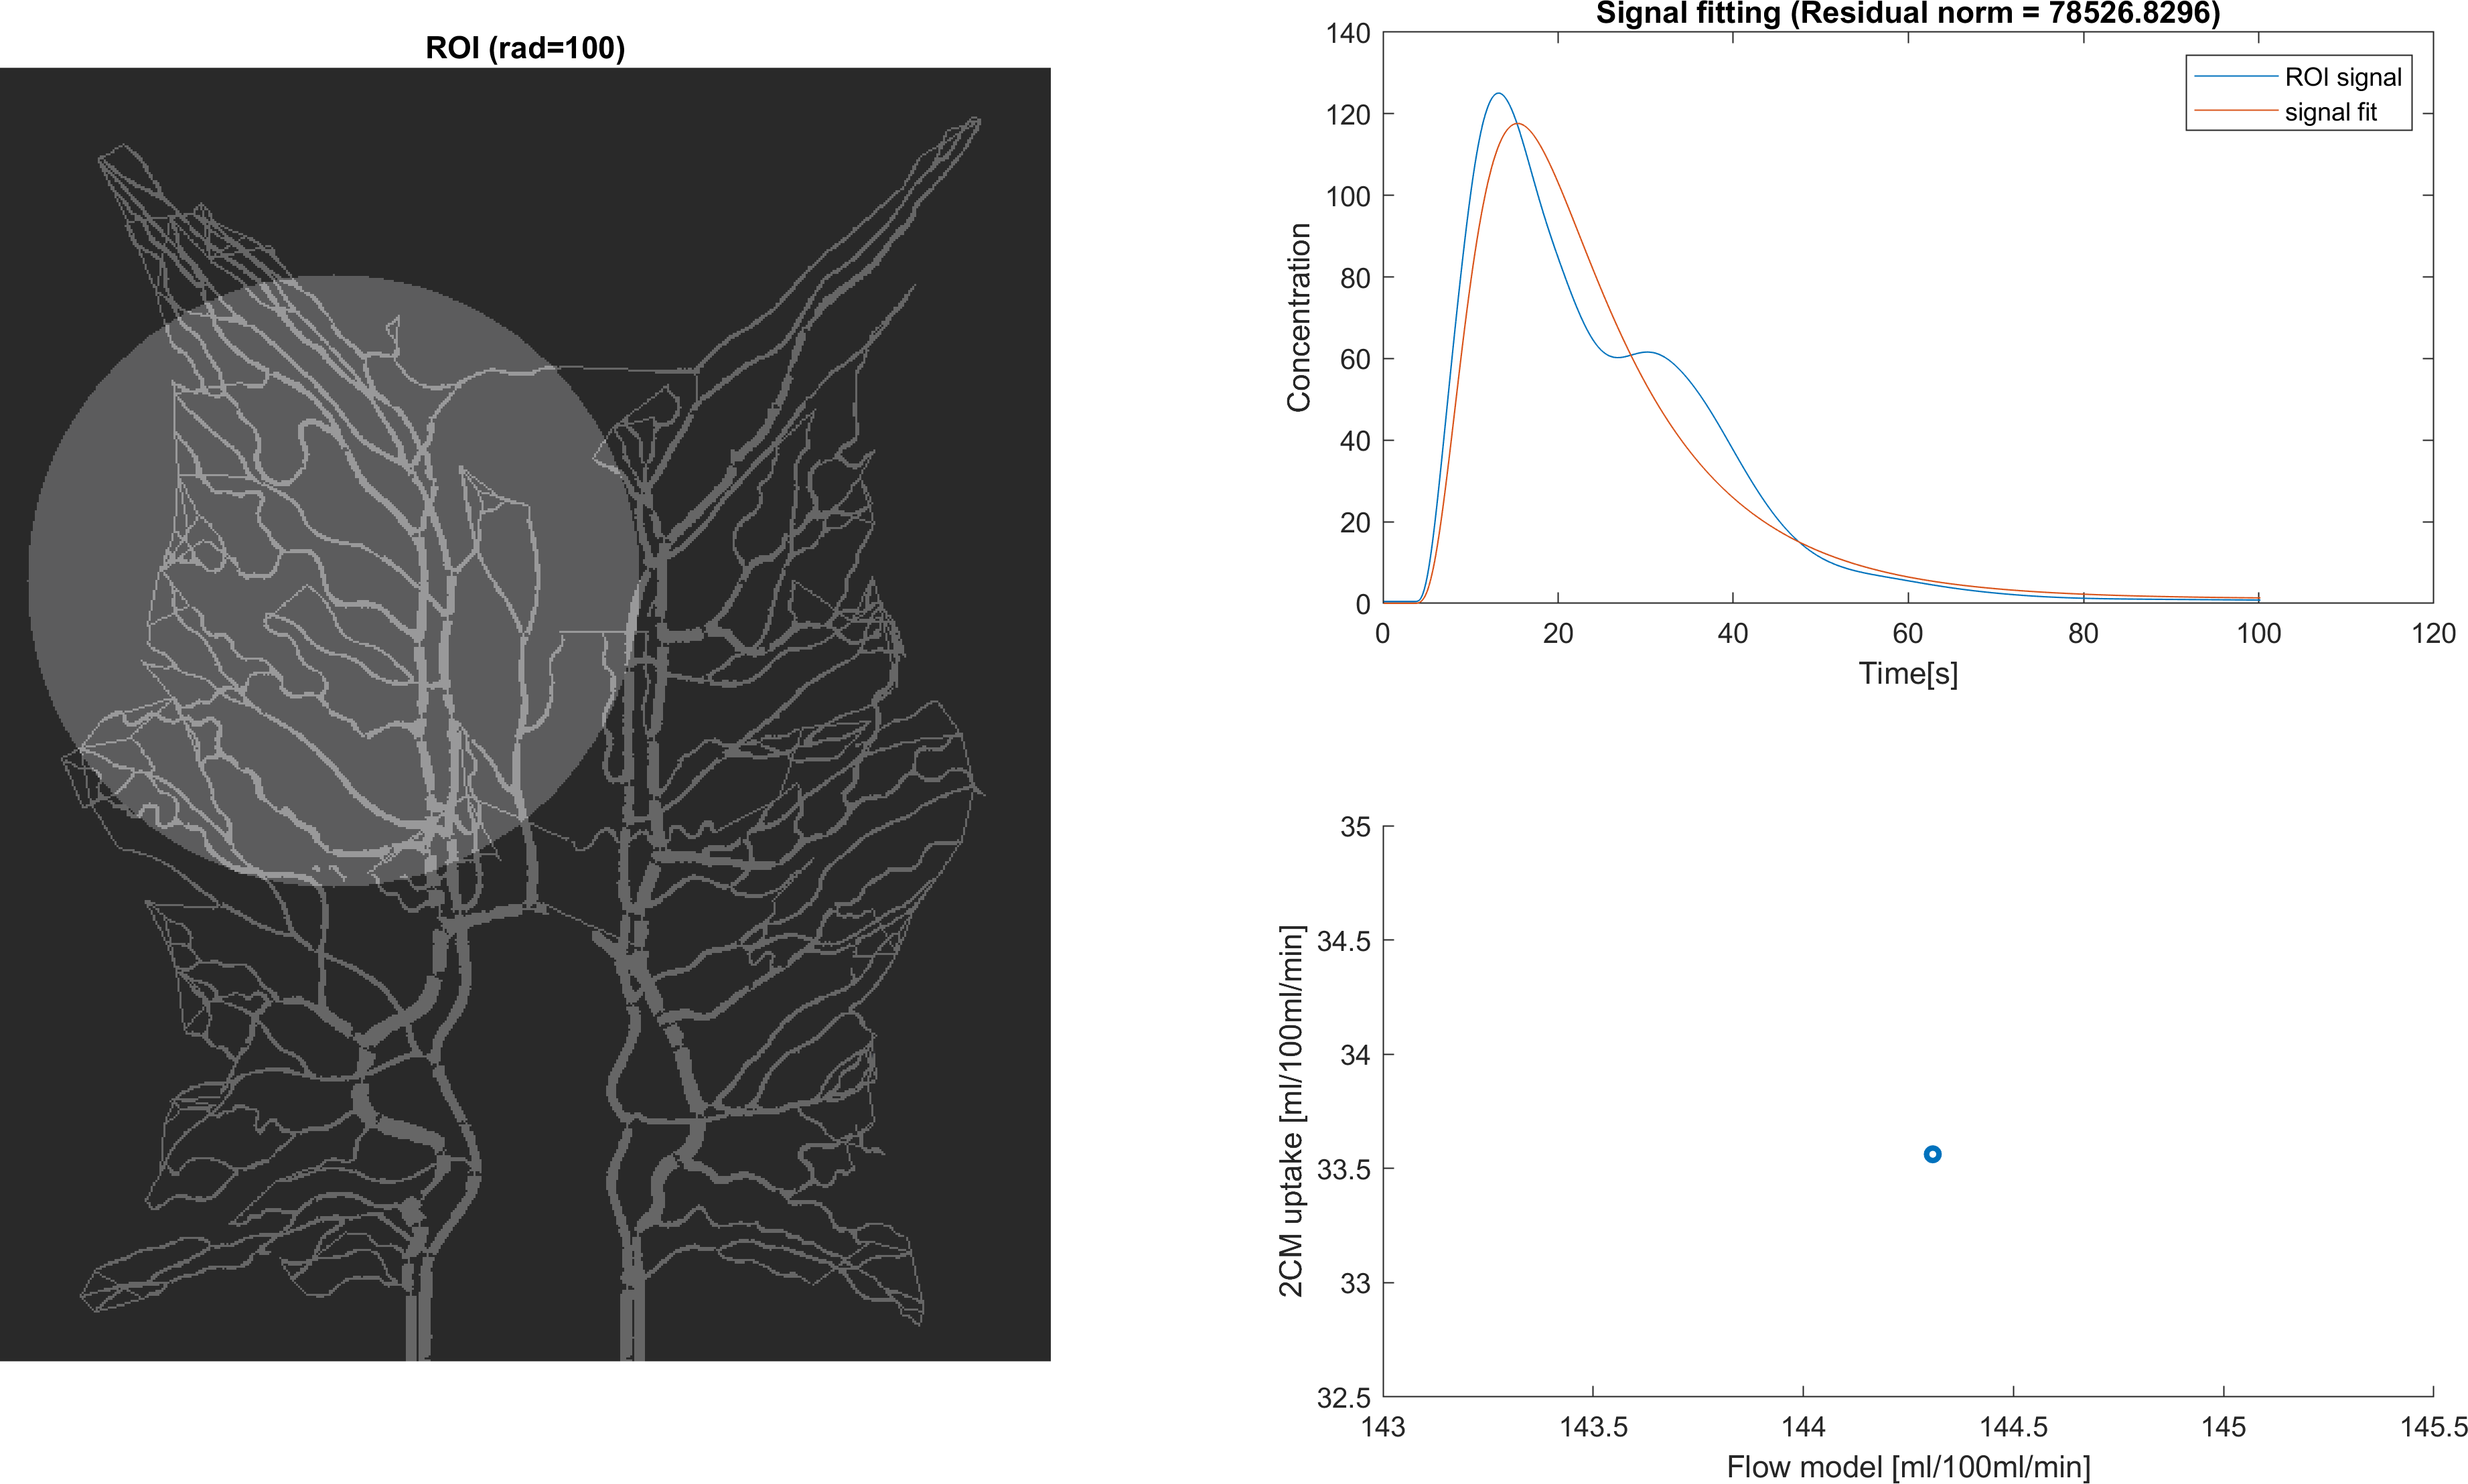 ROI (rad=100)
Signal fitting (Residual norm = 78526.8296)
140
120
100
80
60
40
20
0
Concentration
ROI signal
signal fit
0 20 40 60 80 100 120
Time[s]
35
34.5
34
33.5
33
32.5
2CM uptake [ml/100ml/min]
143 143.5 144 144.5 145 145.5
Flow model [ml/100ml/min]